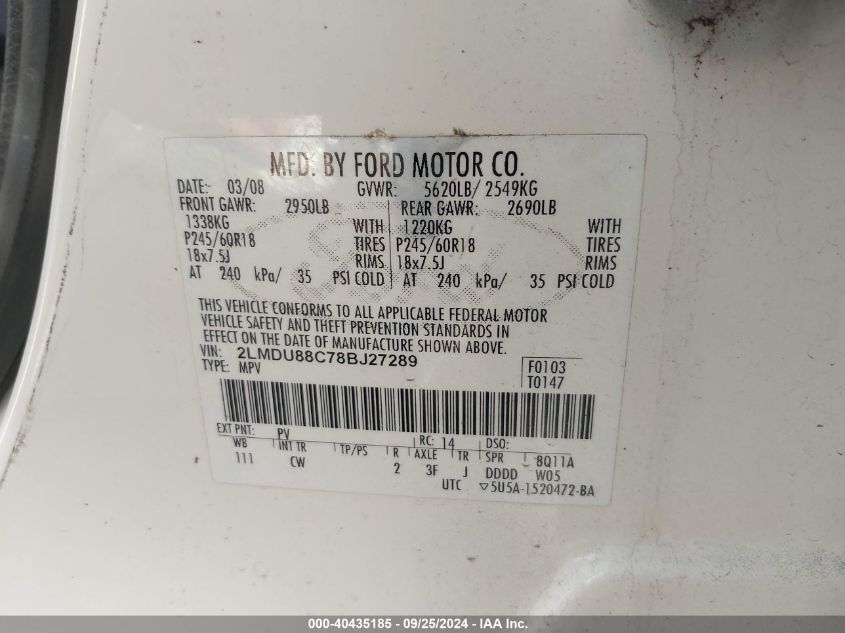 MFD. BY FORD MOTOR CO.
DATE: 03/08 GVWR: 5620LB/ 2549KG
FRONT GAWR: 2950LB REAR GAWR: 2690LB
1338KG WITH 1220KG WITH
P245/60R18 TIRES P245/60R18 TIRES
18x7.5J RIMS 18x7.5J RIMS
AT 240 kPa/ 35 PSI COLD AT 240 kPa/ 35 PSI COLD
THIS VEHICLE CONFORMS TO ALL APPLICABLE FEDERAL MOTOR
VEHICLE SAFETY AND THEFT PREVENTION STANDARDS IN
EFFECT ON THE DATE OF MANUFACTURE SHOWN ABOVE.
VIN: 2LMDU88C78BJ27289
TYPE: MPV
F0103
T0147
EXT PNT: PV RC: 14 DSO:
WB INT TR TP/PS R AXLE TR SPR 8Q11A
111 CW 2 3F J DDDD W05
UTC ▽5U5A-1520472-BA
000-40435185 - 09/25/2024 - www.iaai.com